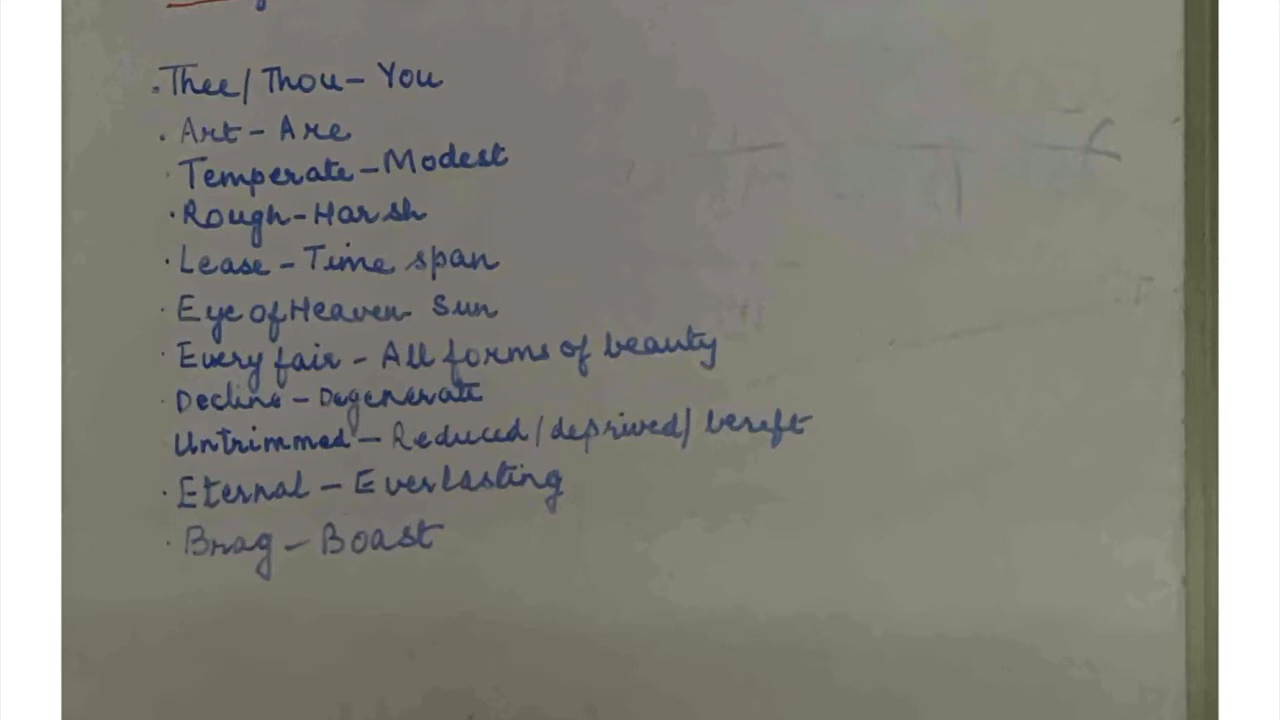 · Thee/ Thou - You
· Art - Are
· Temperate - Modest
· Rough - Harsh
· Lease - Time span
· Eye of Heaven - Sun
· Every fair - All forms of beauty
· Decline - Degenerate
Untrimmed - Reduced/deprived/ bereft
· Eternal - Everlasting
· Brag - Boast